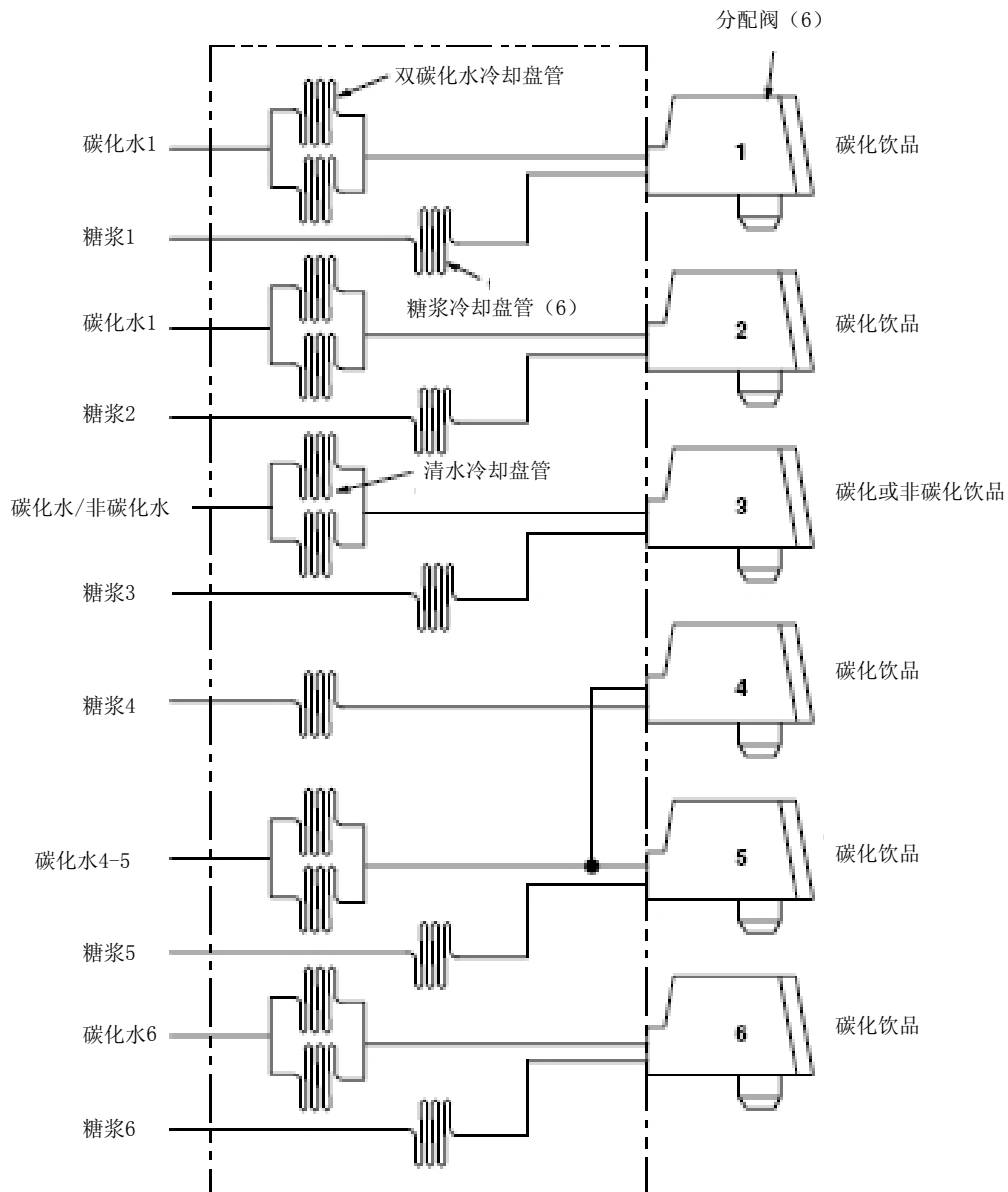 分配阀（6）
双碳化水冷却盘管
碳化水1
1
碳化饮品
糖浆1
糖浆冷却盘管（6）
碳化水1
2
碳化饮品
糖浆2
清水冷却盘管
碳化水/非碳化水
3
碳化或非碳化饮品
糖浆3
4
碳化饮品
糖浆4
碳化水4-5
5
碳化饮品
糖浆5
碳化水6
6
碳化饮品
糖浆6